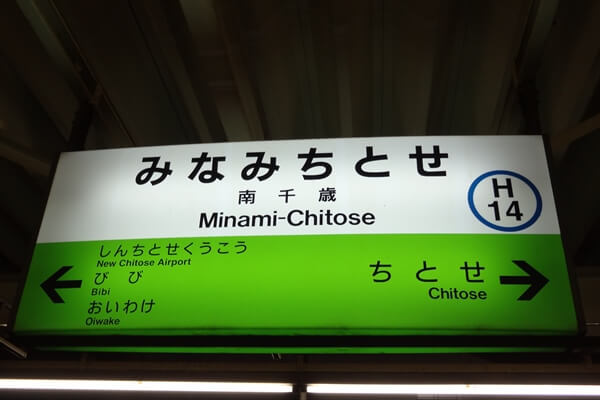 みなみちとせ
南千歳
Minami-Chitose
H
14
しんちとせくうこう
New Chitose Airport
びび
Bibi
おいわけ
Oiwake
ちとせ
Chitose